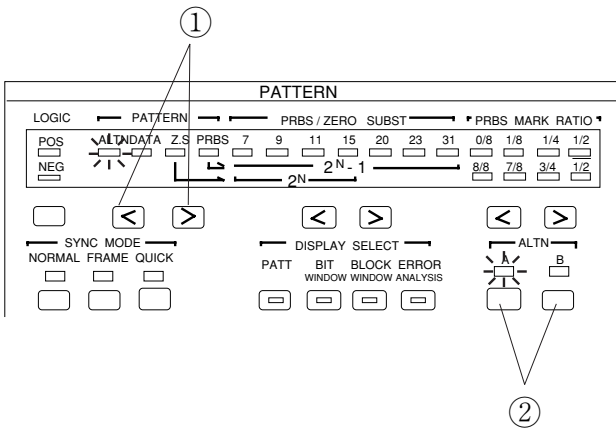 ①
PATTERN
LOGIC PATTERN PRBS / ZERO SUBST PRBS MARK RATIO
POS ALTN DATA Z.S PRBS 7 9 11 15 20 23 31 0/8 1/8 1/4 1/2
NEG 2N - 1 8/8 7/8 3/4 1/2
2N
< > < > < >
SYNC MODE DISPLAY SELECT ALTN
NORMAL FRAME QUICK PATT BIT WINDOW BLOCK WINDOW ERROR ANALYSIS A B
②